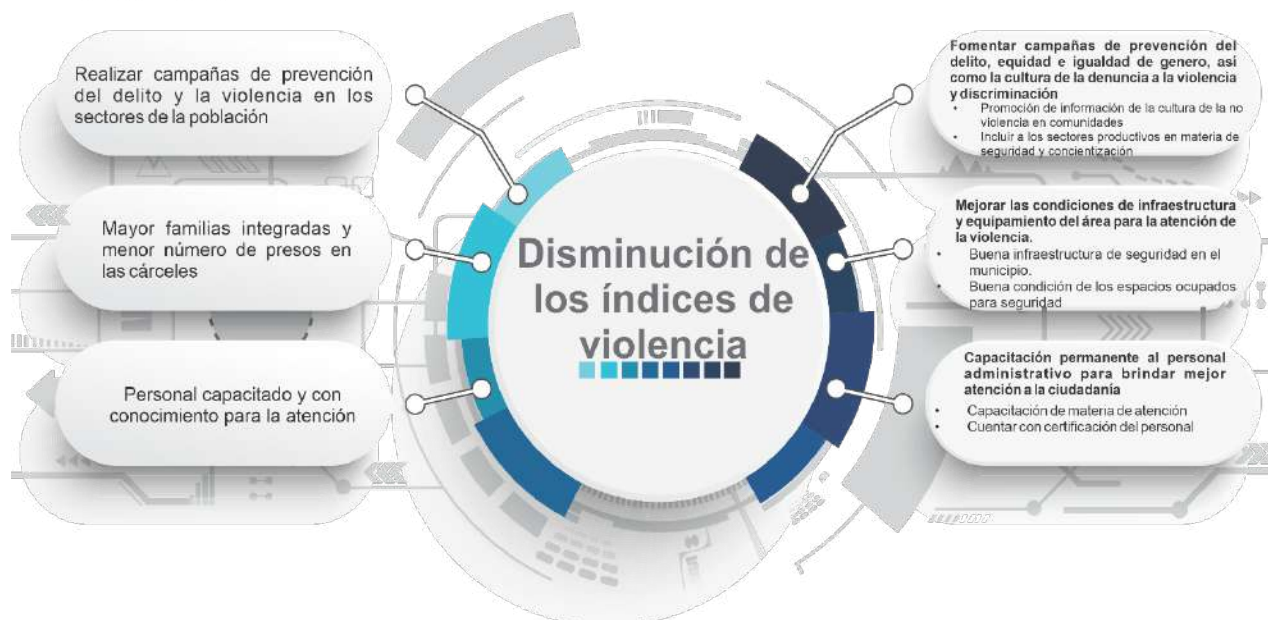 Realizar campañas de prevención
del delito y la violencia en los
sectores de la población
Mayor familias integradas y
menor número de presos en
las cárceles
Personal capacitado y con
conocimiento para la atención
Disminución de
los índices de
violencia
Fomentar campañas de prevención del
delito, equidad e igualdad de genero, así
como la cultura de la denuncia a la violencia
y discriminación
• Promoción de información de la cultura de la no
violencia en comunidades
• Incluir a los sectores productivos en materia de
seguridad y concientización
Mejorar las condiciones de infraestructura
y equipamiento del área para la atención de
la violencia.
• Buena infraestructura de seguridad en el
municipio.
• Buena condición de los espacios ocupados
para seguridad
Capacitación permanente al personal
administrativo para brindar mejor
atención a la ciudadanía
• Capacitación de materia de atención
• Cuentar con certificación del personal